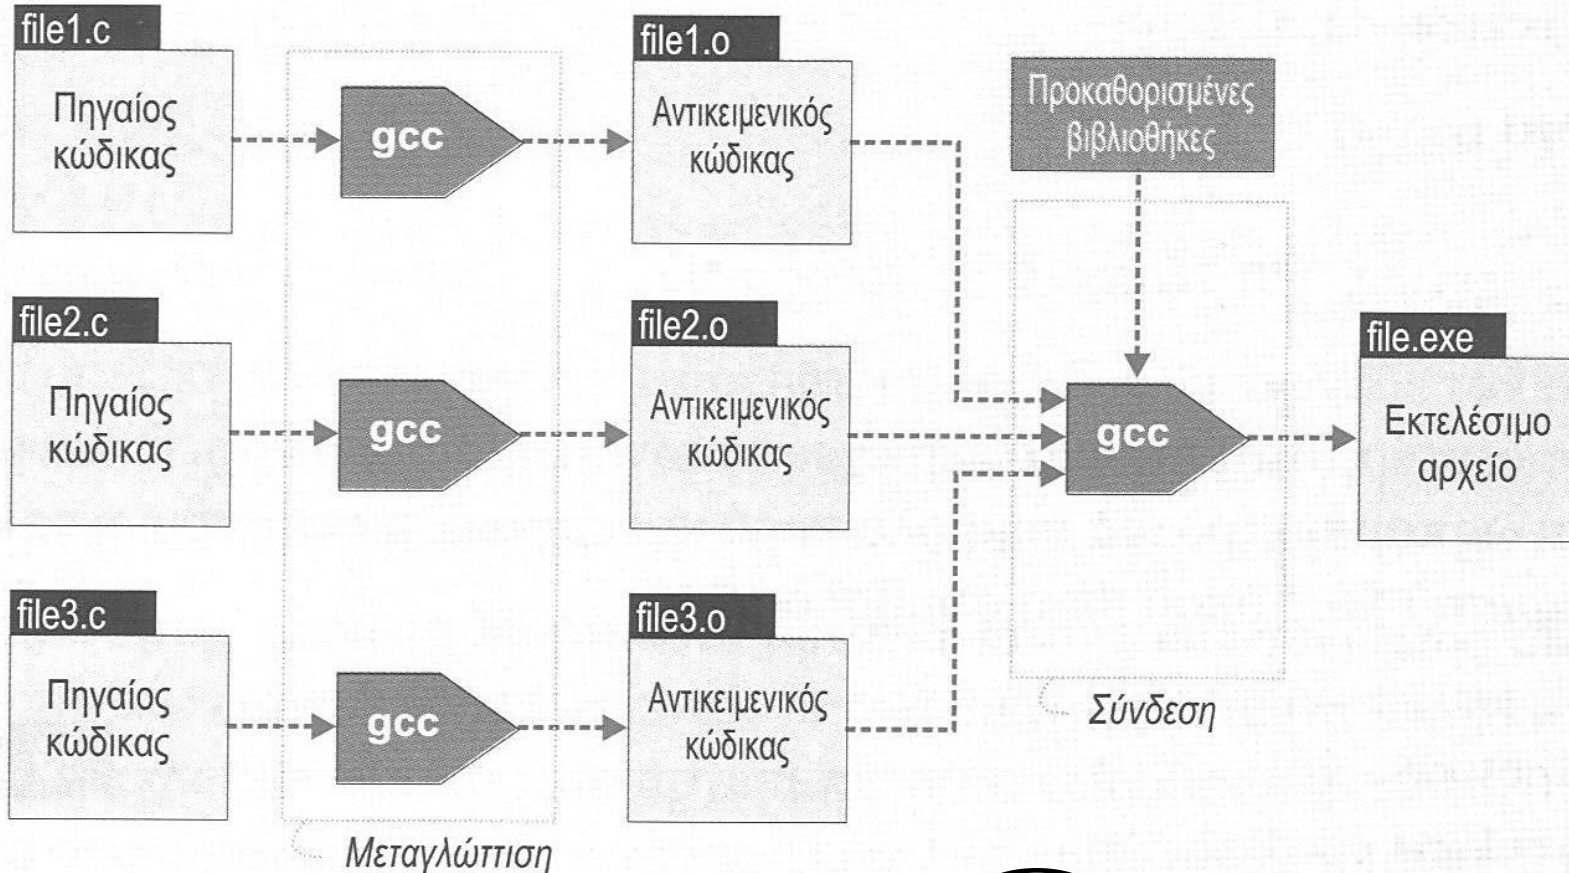 file1.c
Πηγαίος
κώδικας
gcc
file1.o
Αντικειμενικός
κώδικας
Προκαθορισμένες
βιβλιοθήκες
file2.c
Πηγαίος
κώδικας
gcc
file2.o
Αντικειμενικός
κώδικας
gcc
file.exe
Εκτελέσιμο
αρχείο
file3.c
Πηγαίος
κώδικας
gcc
file3.o
Αντικειμενικός
κώδικας
Σύνδεση
Μεταγλώττιση